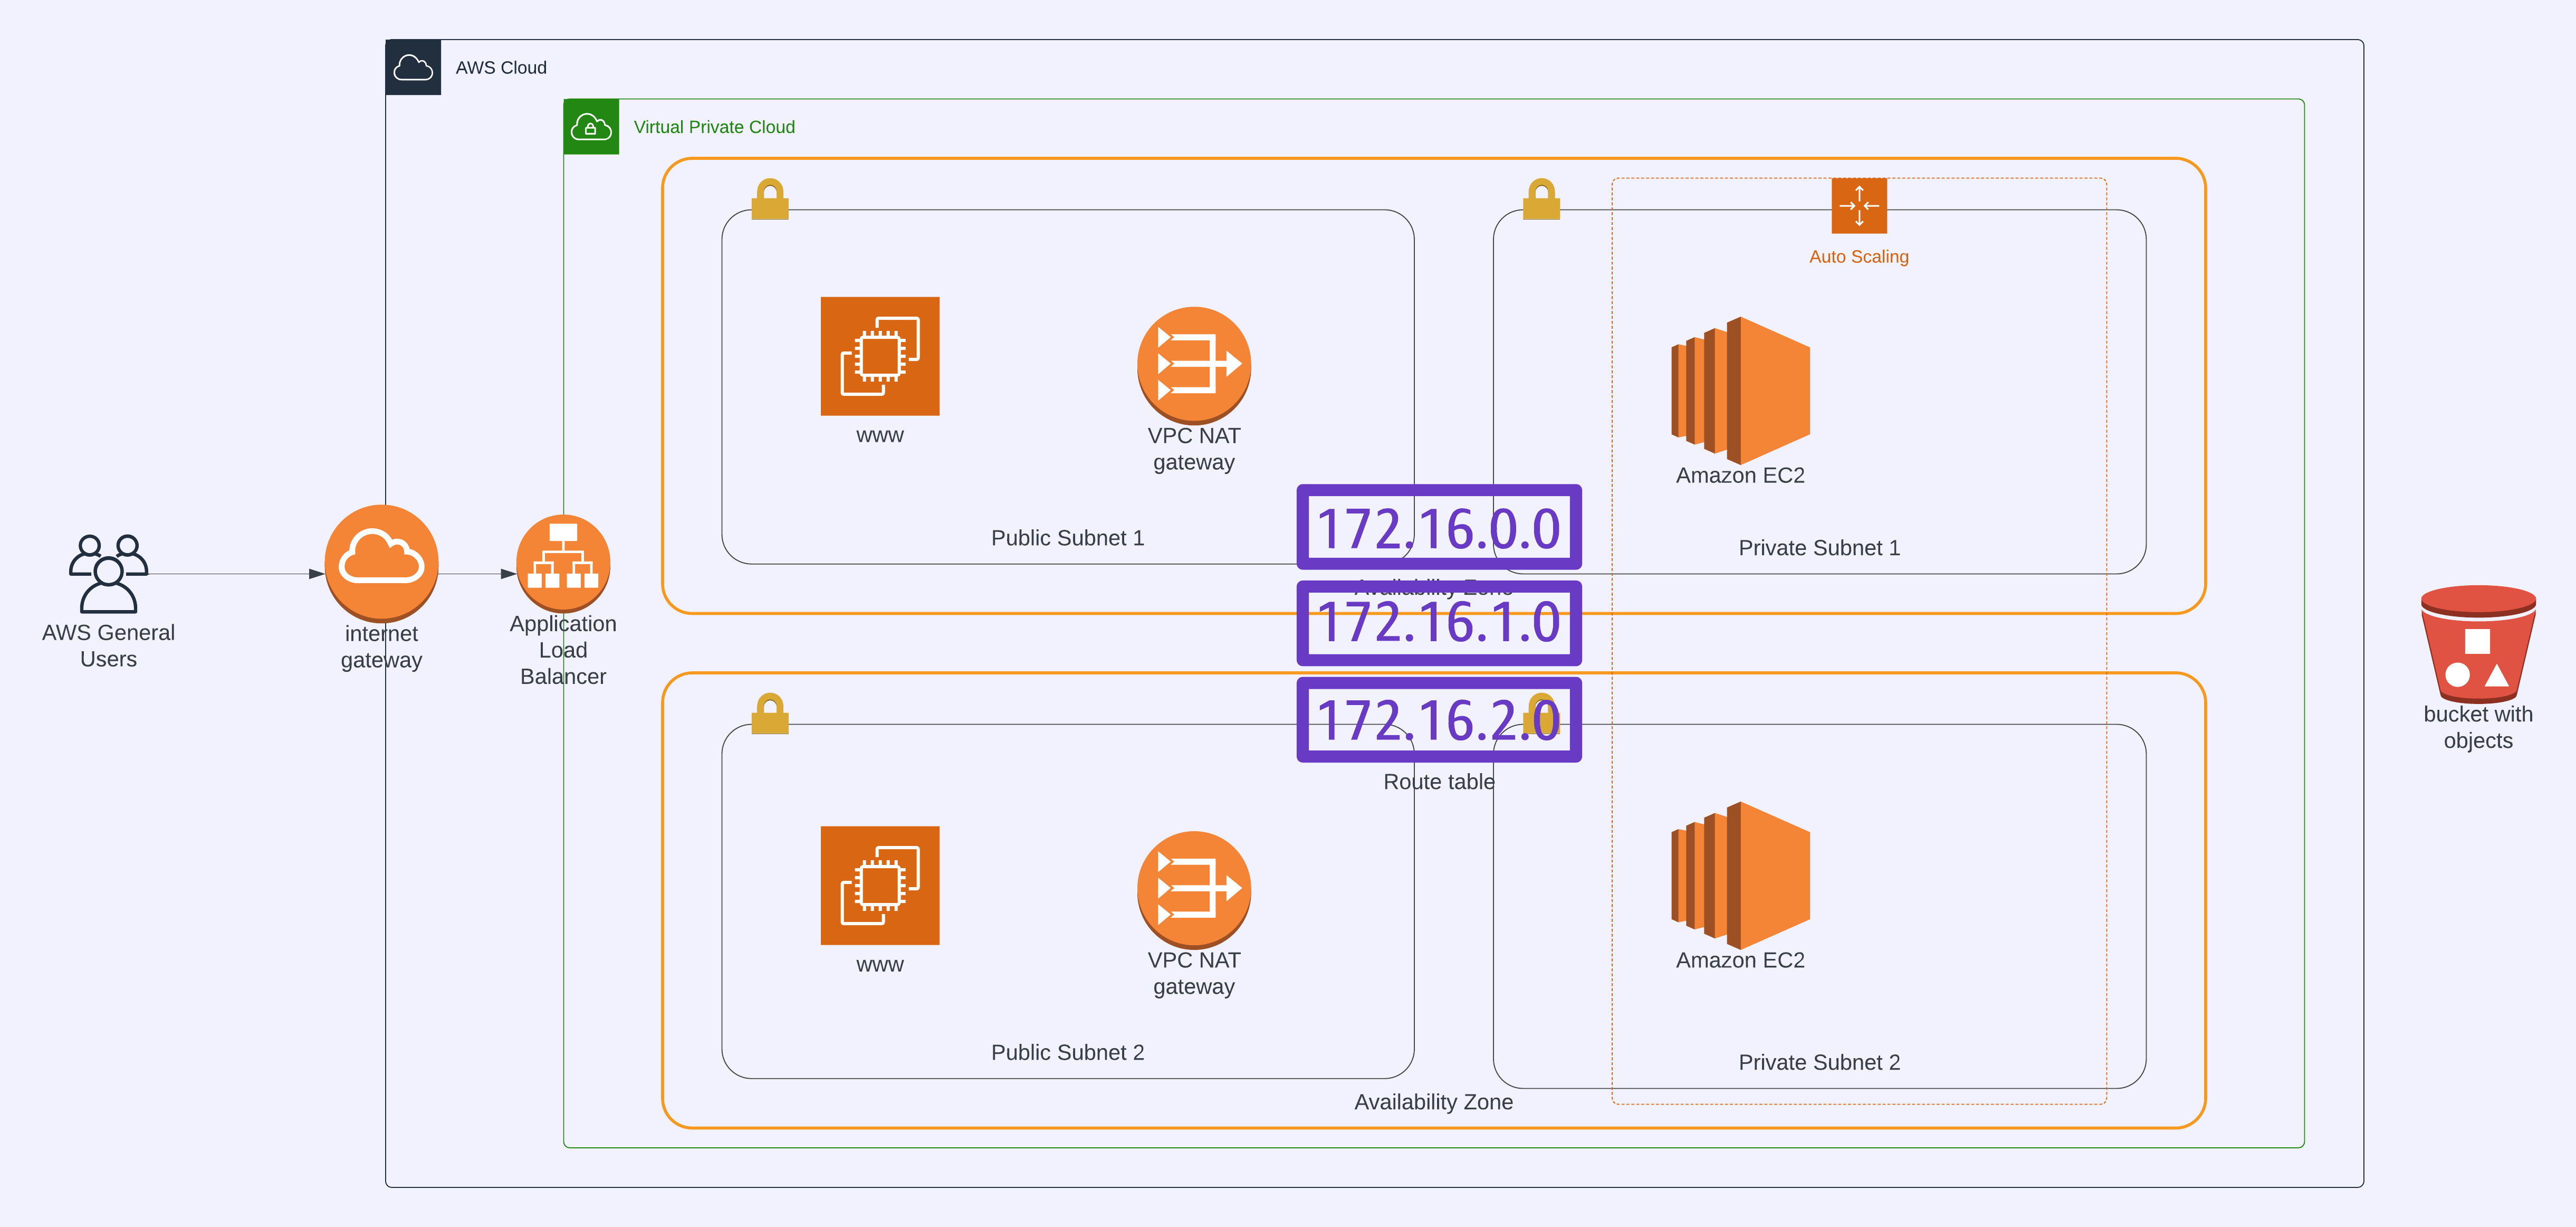 AWS Cloud
Virtual Private Cloud
Auto Scaling
www
VPC NAT
gateway
Amazon EC2
Public Subnet 1
172.16.0.0
Private Subnet 1
Availability Zone
172.16.1.0
AWS General
Users
internet
gateway
Application
Load
Balancer
172.16.2.0
Route table
bucket with
objects
www
VPC NAT
gateway
Amazon EC2
Public Subnet 2
Private Subnet 2
Availability Zone